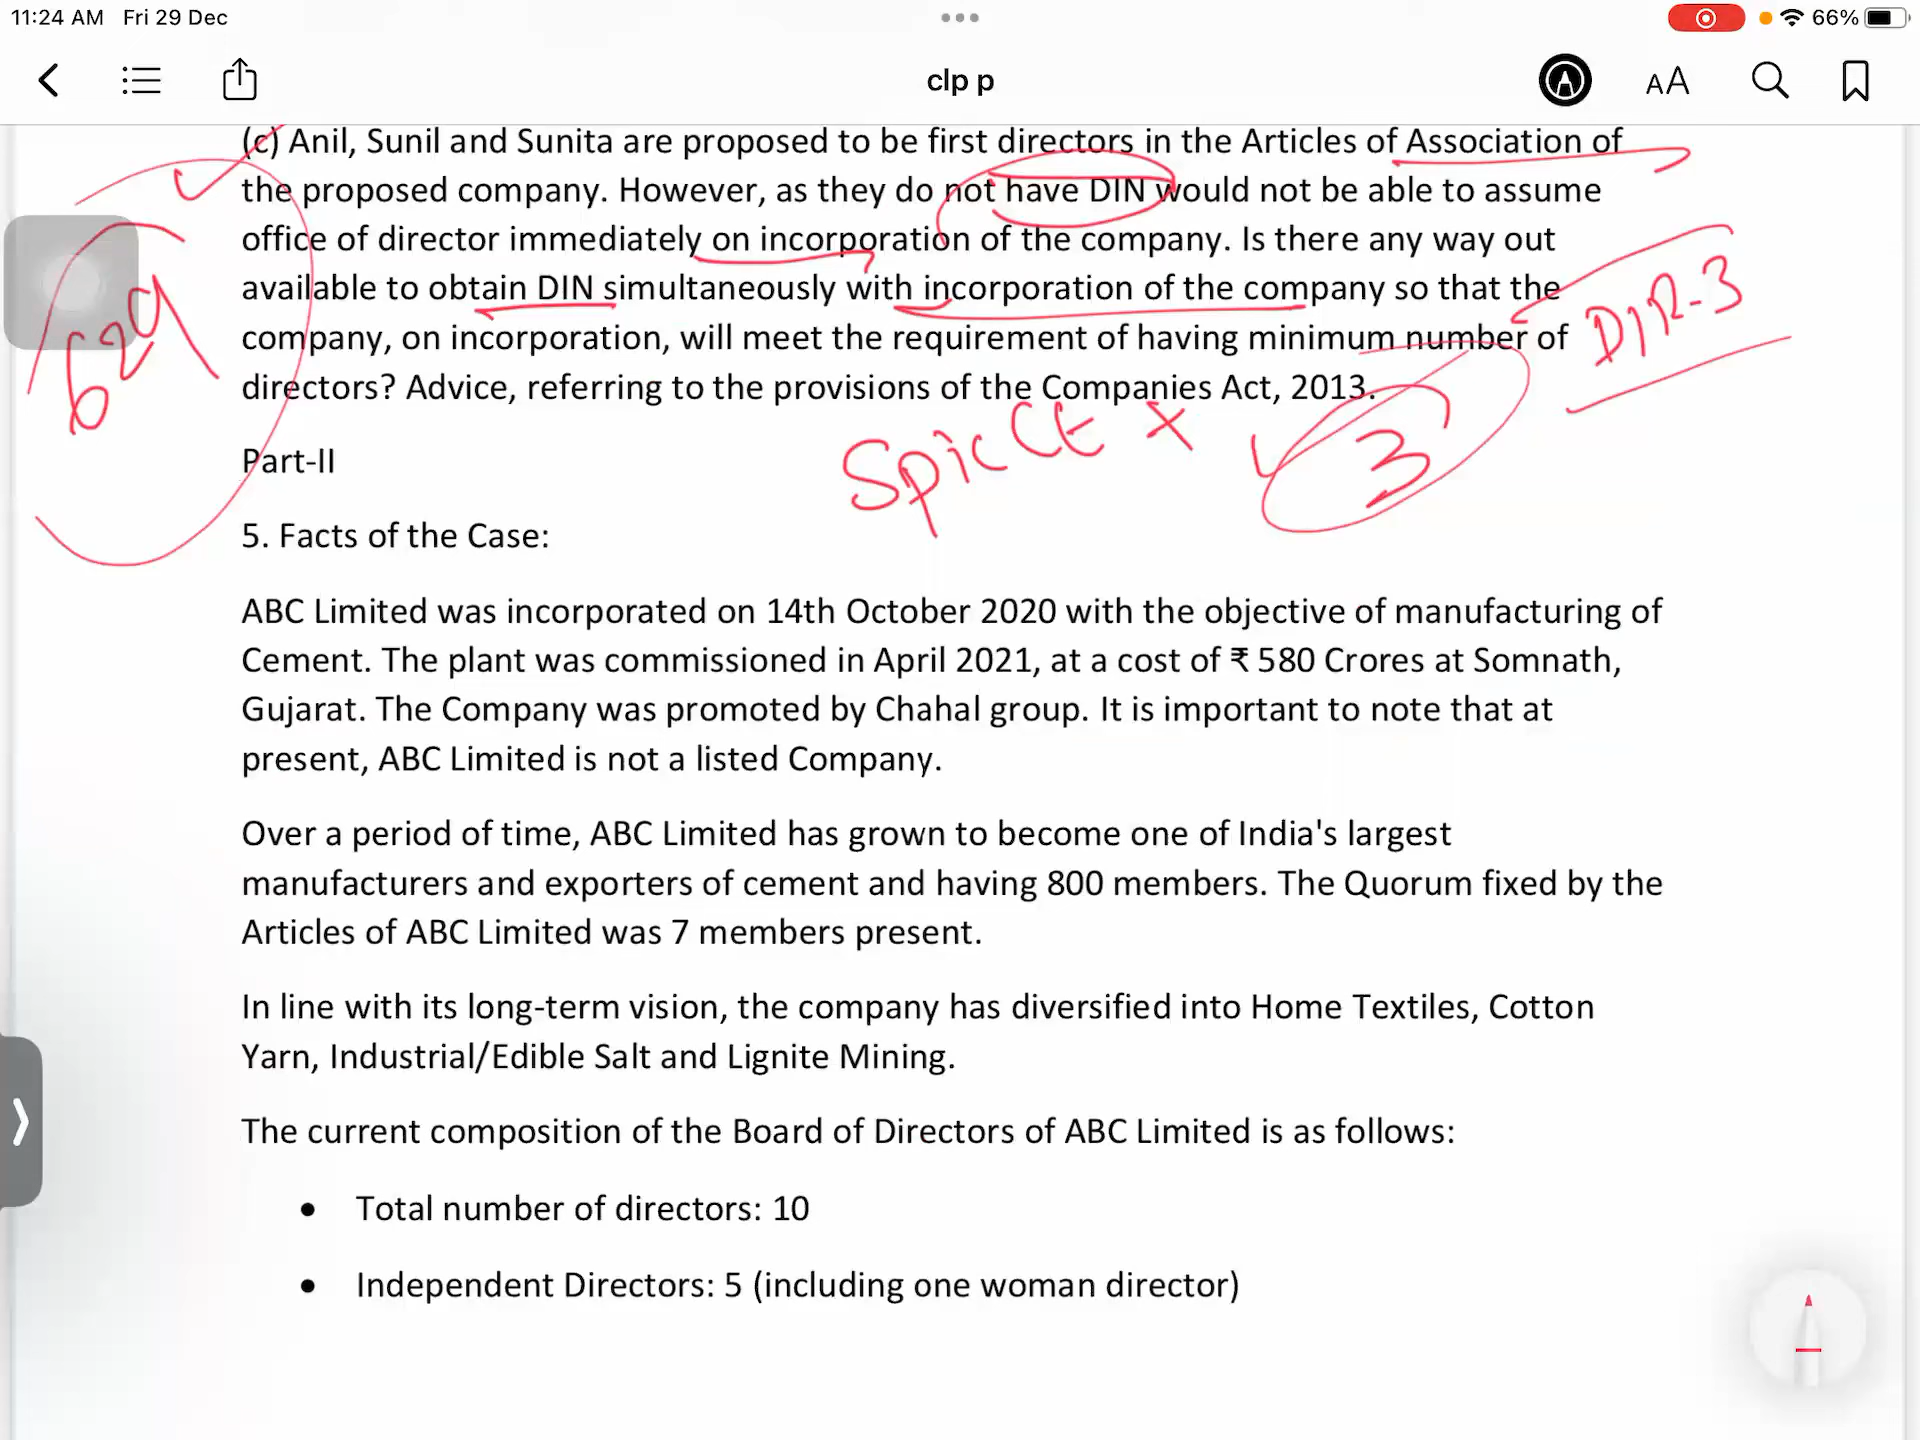 11:24 AM Fri 29 Dec
66%
clp p
AA
(c) Anil, Sunil and Sunita are proposed to be first directors in the Articles of Association of
the proposed company. However, as they do not have DIN would not be able to assume
office of director immediately on incorporation of the company. Is there any way out
available to obtain DIN simultaneously with incorporation of the company so that the
company, on incorporation, will meet the requirement of having minimum number of
directors? Advice, referring to the provisions of the Companies Act, 2013.
DIR-3
629
SpicCE +
3
Part-II
5. Facts of the Case:
ABC Limited was incorporated on 14th October 2020 with the objective of manufacturing of
Cement. The plant was commissioned in April 2021, at a cost of ₹ 580 Crores at Somnath,
Gujarat. The Company was promoted by Chahal group. It is important to note that at
present, ABC Limited is not a listed Company.
Over a period of time, ABC Limited has grown to become one of India's largest
manufacturers and exporters of cement and having 800 members. The Quorum fixed by the
Articles of ABC Limited was 7 members present.
In line with its long-term vision, the company has diversified into Home Textiles, Cotton
Yarn, Industrial/Edible Salt and Lignite Mining.
The current composition of the Board of Directors of ABC Limited is as follows:
• Total number of directors: 10
• Independent Directors: 5 (including one woman director)